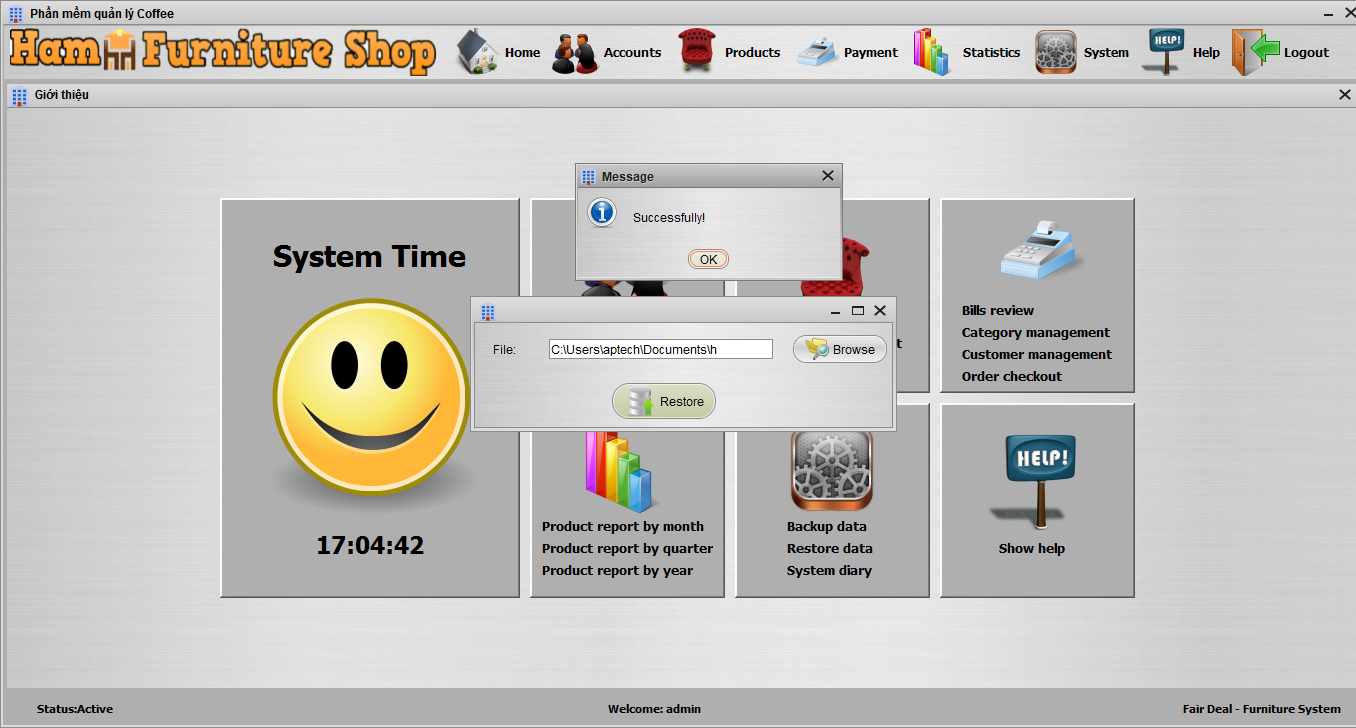 Phần mềm quản lý Coffee
Ham Furniture Shop
Home
Accounts
Products
Payment
Statistics
System
HELP!
Help
Logout
Giới thiệu
Message
Successfully!
OK
System Time
17:04:42
File:
C:\Users\aptech\Documents\h
Browse
Restore
Bills review
Category management
Customer management
Order checkout
Product report by month
Product report by quarter
Product report by year
Backup data
Restore data
System diary
HELP!
Show help
Status:Active
Welcome: admin
Fair Deal - Furniture System